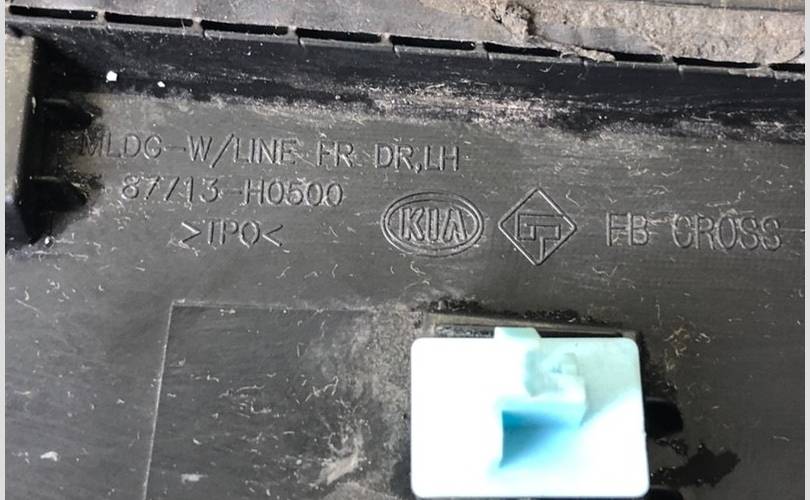 MLDG-W/LINE FR DR,LH
87713-H0500
>TPO<
KIA
FB CROSS